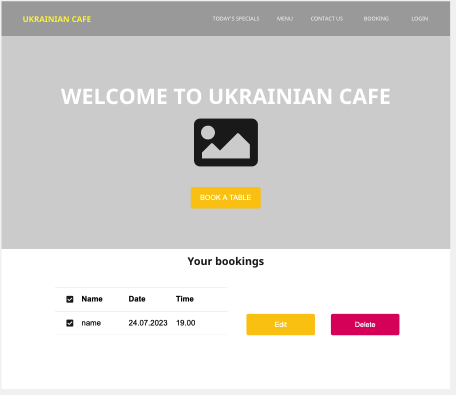 UKRAINIAN CAFE
TODAY'S SPECIALS MENU CONTACT US BOOKING LOGIN
WELCOME TO UKRAINIAN CAFE
BOOK A TABLE
Your bookings
Name Date Time
name 24.07.2023 19.00
Edit Delete